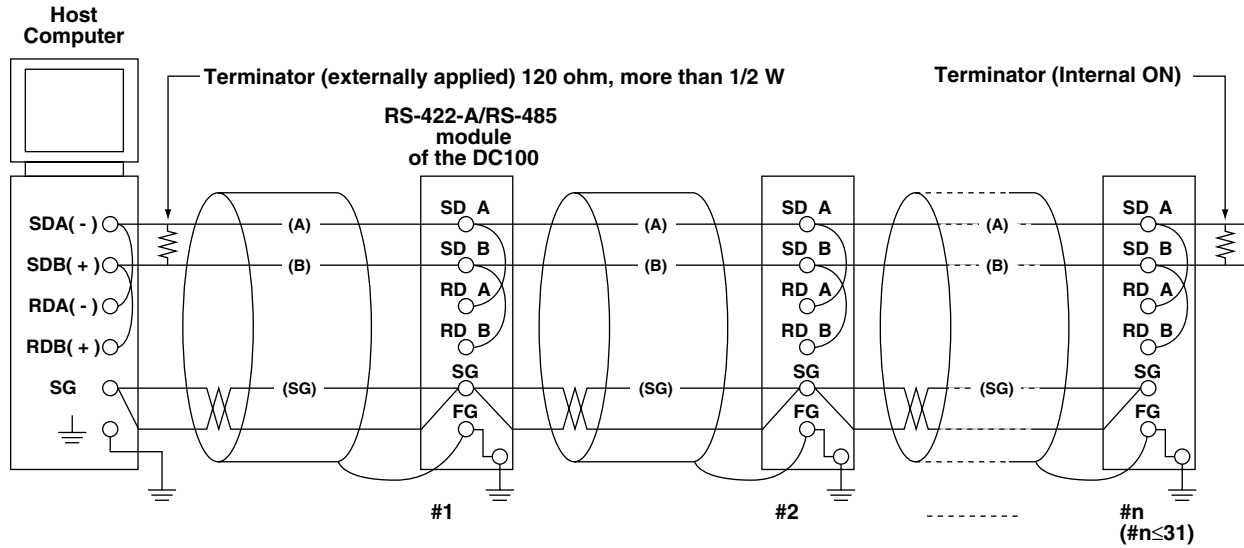 Host
Computer
Terminator (externally applied) 120 ohm, more than 1/2 W
Terminator (Internal ON)
RS-422-A/RS-485
module
of the DC100
SDA( - )
SDB( + )
RDA( - )
RDB( + )
SG
(A)
(B)
(SG)
SD A
SD B
RD A
RD B
SG
FG
(A)
(B)
(SG)
SD A
SD B
RD A
RD B
SG
FG
(A)
(B)
(SG)
SD A
SD B
RD A
RD B
SG
FG
#1
#2
#n
(#n≤31)